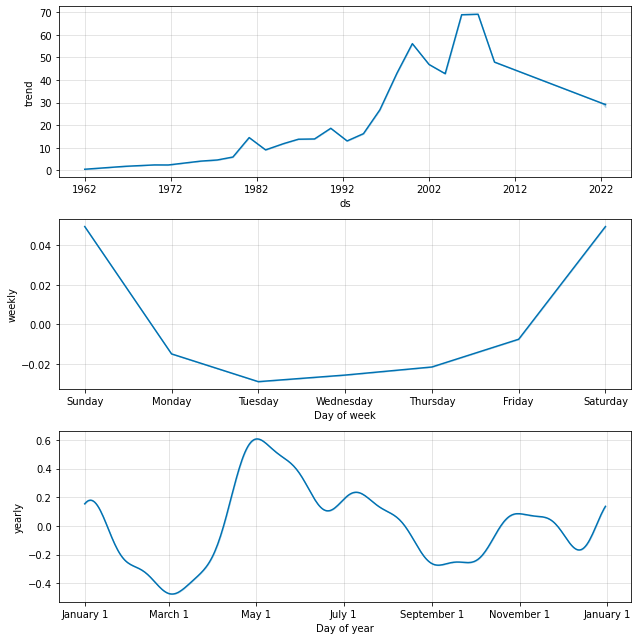 70
60
50
40
30
20
10
0
trend
1962 1972 1982 1992 2002 2012 2022
ds
0.04
0.02
0.00
−0.02
weekly
Sunday Monday Tuesday Wednesday Thursday Friday Saturday
Day of week
0.6
0.4
0.2
0.0
−0.2
−0.4
yearly
January 1 March 1 May 1 July 1 September 1 November 1 January 1
Day of year